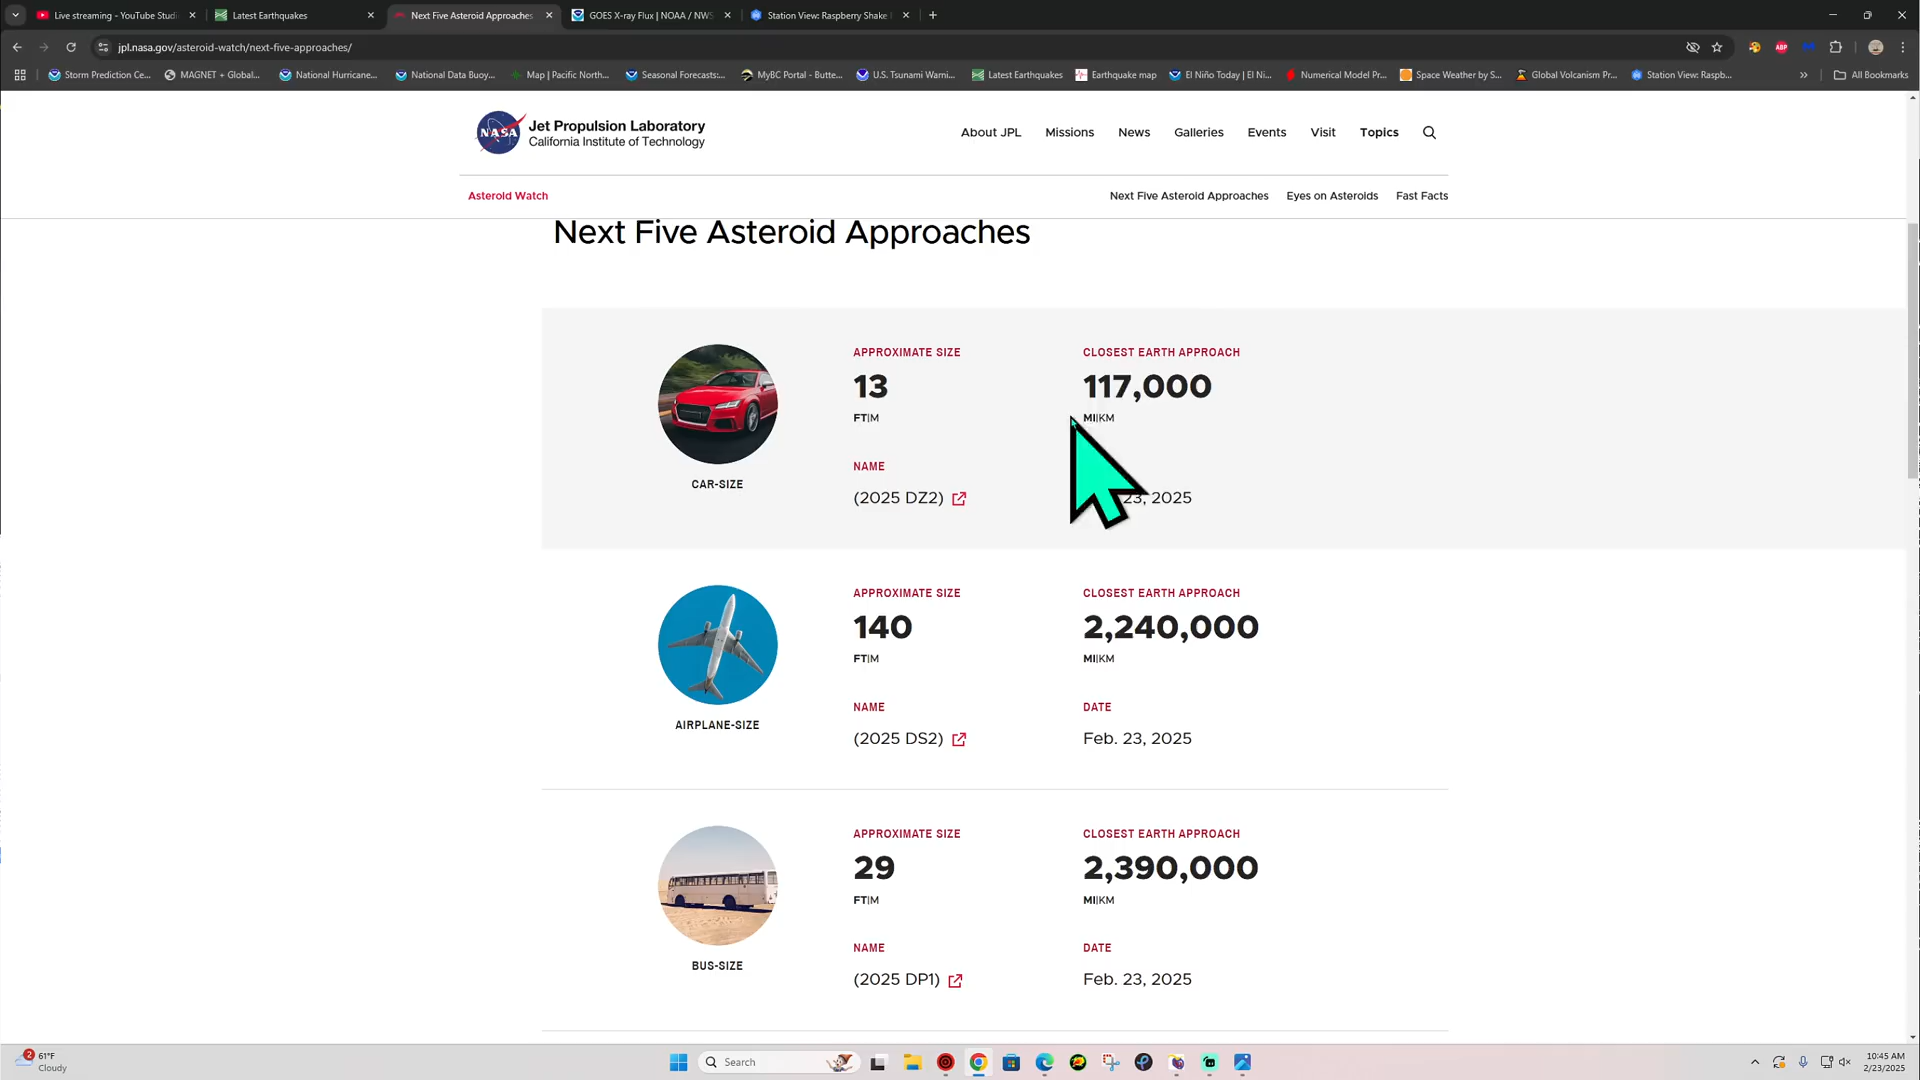 Live streaming - YouTube Studi
Latest Earthquakes
Next Five Asteroid Approaches
GOES X-ray Flux | NOAA / NWS
Station View: Raspberry Shake
jpl.nasa.gov/asteroid-watch/next-five-approaches/
ABP
Storm Prediction Ce...
MAGNET + Global...
National Hurricane...
National Data Buoy...
Map | Pacific North...
Seasonal Forecasts:...
MyBC Portal - Butte...
U.S. Tsunami Warni...
Latest Earthquakes
Earthquake map
El Niño Today | El Ni...
Numerical Model Pr...
Space Weather by S...
Global Volcanism Pr...
Station View: Raspb...
All Bookmarks
NASA
Jet Propulsion Laboratory
California Institute of Technology
About JPL
Missions
News
Galleries
Events
Visit
Topics
Asteroid Watch
Next Five Asteroid Approaches
Eyes on Asteroids
Fast Facts
Next Five Asteroid Approaches
APPROXIMATE SIZE
CLOSEST EARTH APPROACH
13
117,000
FT|M
MI|KM
NAME
CAR-SIZE
(2025 DZ2)
23, 2025
APPROXIMATE SIZE
CLOSEST EARTH APPROACH
140
2,240,000
FT|M
MI|KM
NAME
DATE
AIRPLANE-SIZE
(2025 DS2)
Feb. 23, 2025
APPROXIMATE SIZE
CLOSEST EARTH APPROACH
29
2,390,000
FT|M
MI|KM
NAME
DATE
BUS-SIZE
(2025 DP1)
Feb. 23, 2025
2
61°F
Cloudy
Search
10:45 AM
2/23/2025